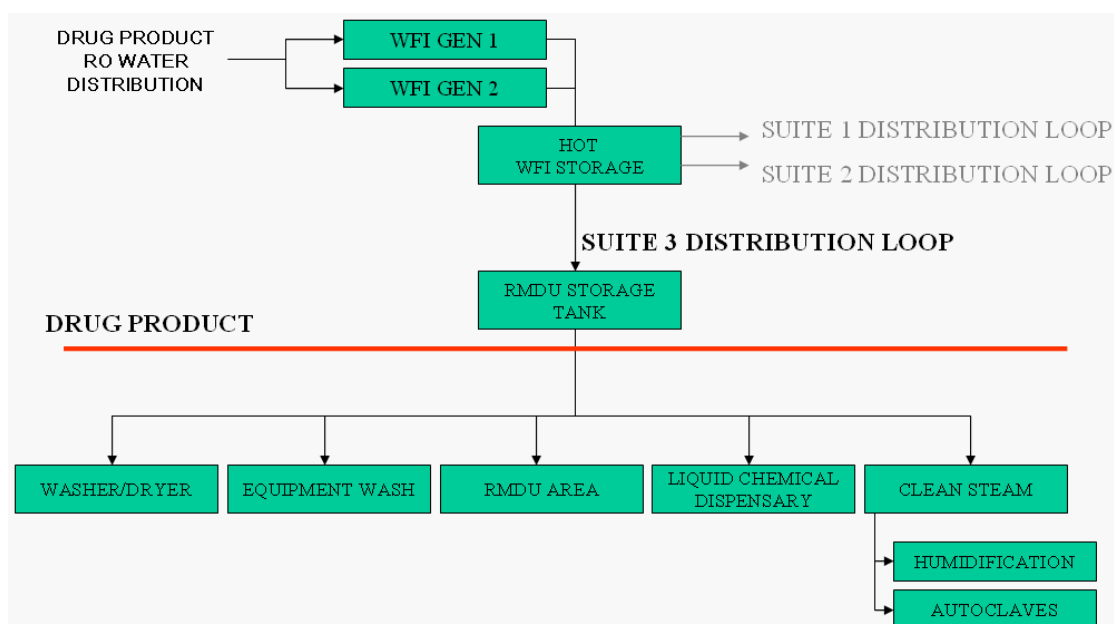 DRUG PRODUCT
RO WATER
DISTRIBUTION
WFI GEN 1
WFI GEN 2
HOT
WFI STORAGE
SUITE 1 DISTRIBUTION LOOP
SUITE 2 DISTRIBUTION LOOP
SUITE 3 DISTRIBUTION LOOP
RMDU STORAGE
TANK
DRUG PRODUCT
WASHER/DRYER
EQUIPMENT WASH
RMDU AREA
LIQUID CHEMICAL
DISPENSARY
CLEAN STEAM
HUMIDIFICATION
AUTOCLAVES